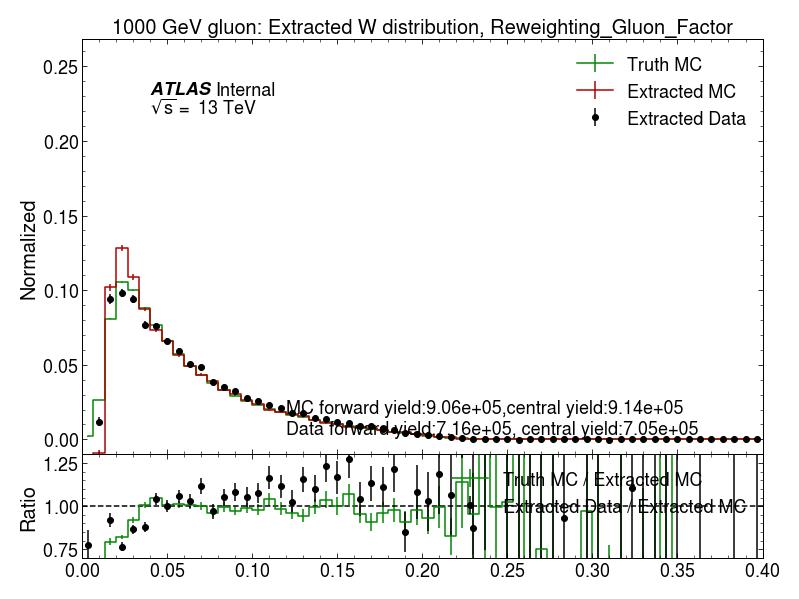 1000 GeV gluon: Extracted W distribution, Reweighting_Gluon_Factor
ATLAS Internal
√s = 13 TeV
Truth MC
Extracted MC
Extracted Data
Normalized
0.25
0.20
0.15
0.10
0.05
0.00
MC forward yield:9.06e+05,central yield:9.14e+05
Data forward yield:7.16e+05, central yield:7.05e+05
Ratio
1.25
1.00
0.75
Truth MC / Extracted MC
Extracted Data / Extracted MC
0.00 0.05 0.10 0.15 0.20 0.25 0.30 0.35 0.40